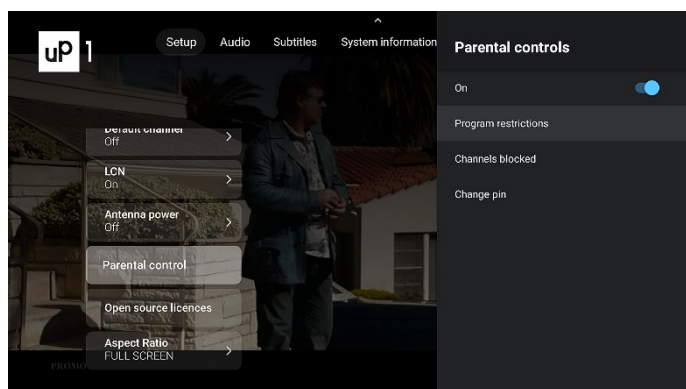 uP 1
Setup Audio Subtitles System information
Default channel
Off
LCN
On
Antenna power
Off
Parental control
Open source licences
Aspect Ratio
FULL SCREEN
PROMO
Parental controls
On
Program restrictions
Channels blocked
Change pin